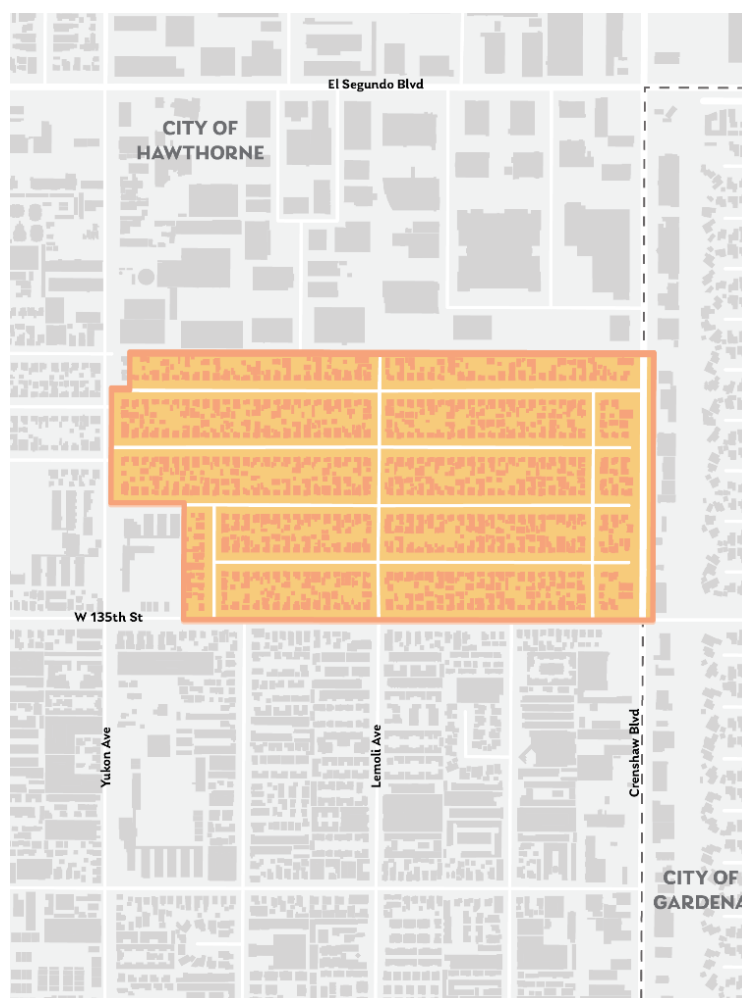 El Segundo Blvd
CITY OF
HAWTHORNE
W 135th St
Yukon Ave
Lemoli Ave
Crenshaw Blvd
CITY OF
GARDENA